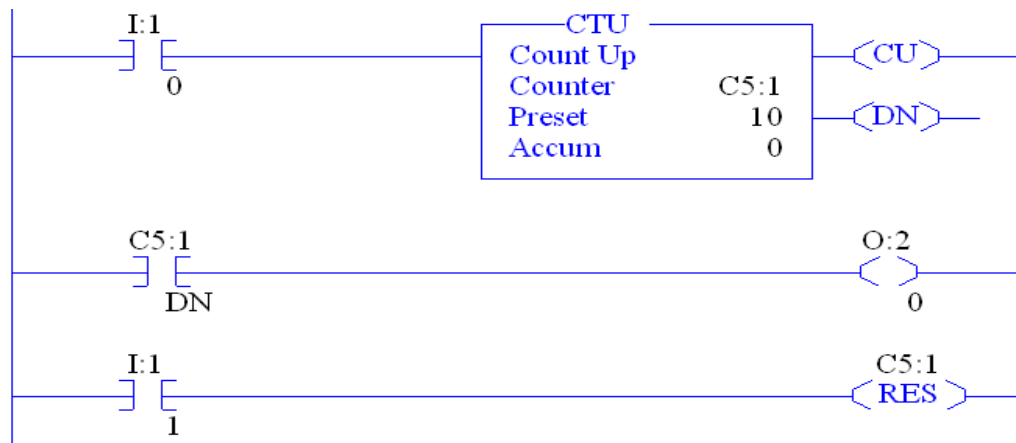 I:1
0
CTU
Count Up
Counter C5:1
Preset 10
Accum 0
CU
DN
C5:1
DN
O:2
0
I:1
1
C5:1
RES